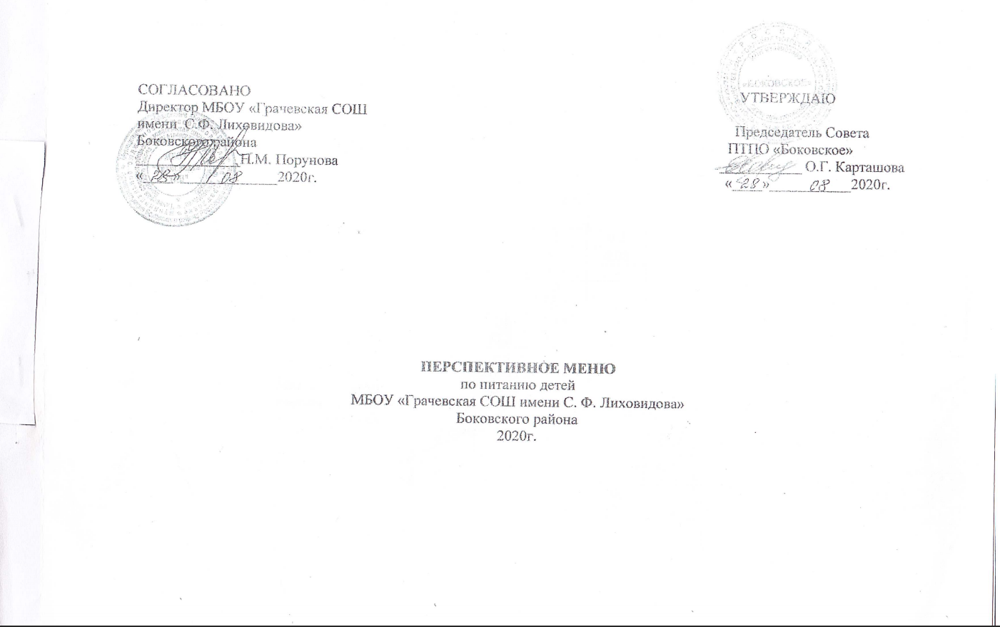 СОГЛАСОВАНО
Директор МБОУ «Грачевская СОШ
имени С.Ф. Лиховидова»
Боковского района
Н.М. Порунова
«28» 08 2020г.
«БОКОВСКОЕ»
УТВЕРЖДАЮ
Председатель Совета
ПТПО «Боковское»
О.Г. Карташова
«28» 08 2020г.
ПЕРСПЕКТИВНОЕ МЕНЮ
по питанию детей
МБОУ «Грачевская СОШ имени С. Ф. Лиховидова»
Боковского района
2020г.